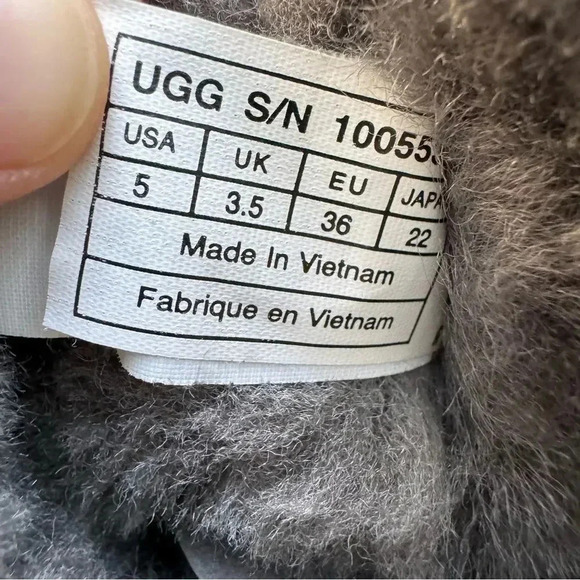 UGG S/N 10055
USA UK EU JAPA
5 3.5 36 22
Made In Vietnam
Fabrique en Vietnam